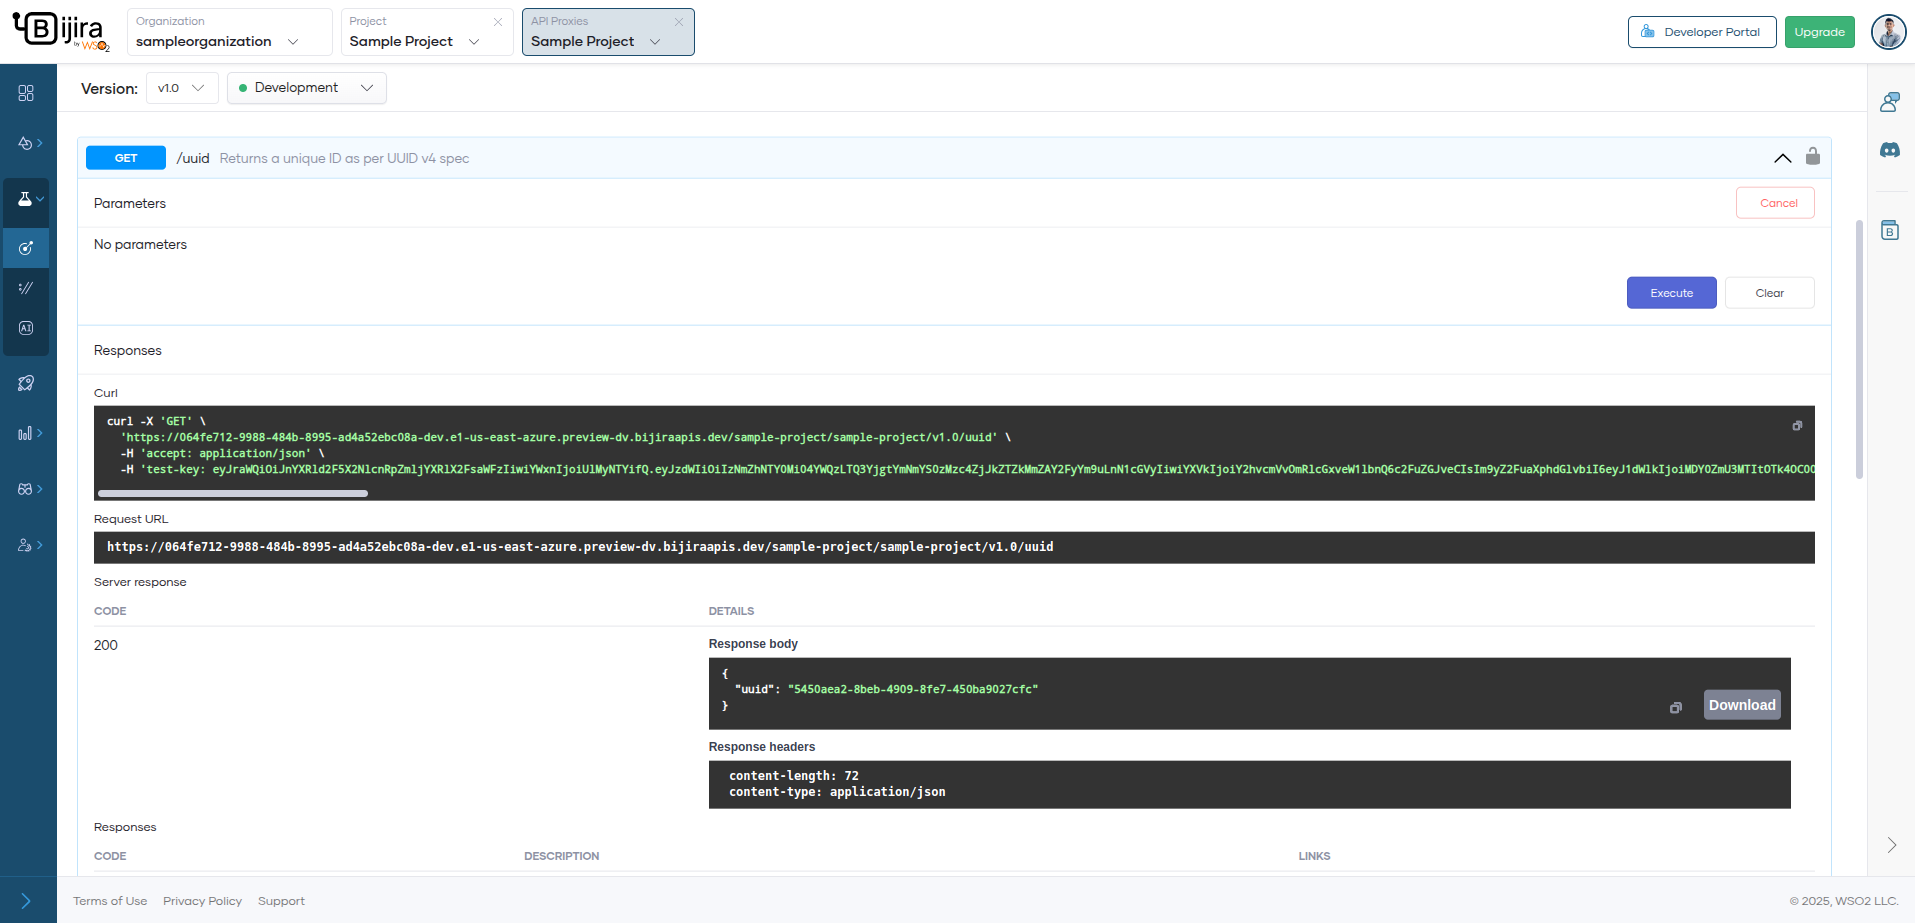 Bijira
by WSO2
Organization
sampleorganization
Project
Sample Project
API Proxies
Sample Project
Developer Portal
Upgrade
Version:
v1.0
Development
GET /uuid Returns a unique ID as per UUID v4 spec
Parameters
Cancel
No parameters
Execute
Clear
Responses
Curl
curl -X 'GET' \
'https://064fe712-9988-484b-8995-ad4a52ebc08a-dev.e1-us-east-azure.preview-dv.bijiraapis.dev/sample-project/sample-project/v1.0/uuid' \
-H 'accept: application/json' \
-H 'test-key:
Request URL
https://064fe712-9988-484b-8995-ad4a52ebc08a-dev.e1-us-east-azure.preview-dv.bijiraapis.dev/sample-project/sample-project/v1.0/uuid
Server response
CODE DETAILS
200
Response body
{
"uuid": "5450aea2-8beb-4909-8fe7-450ba9027cfc"
}
Download
Response headers
content-length: 72
content-type: application/json
Responses
CODE DESCRIPTION LINKS
AI
B
Terms of Use Privacy Policy Support
© 2025, WSO2 LLC.